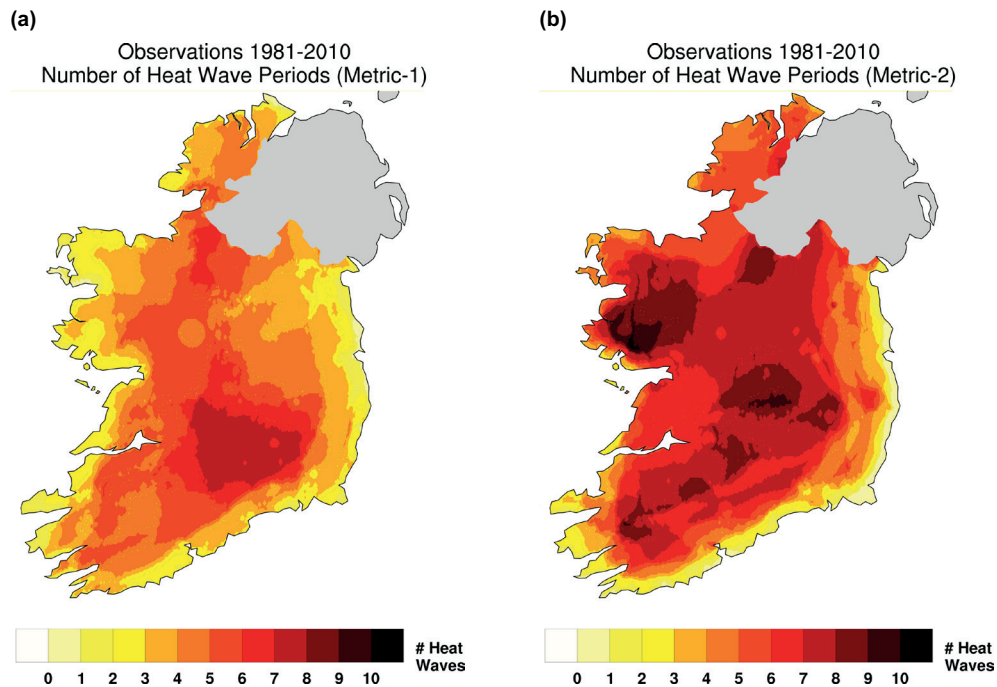 (a)
Observations 1981-2010
Number of Heat Wave Periods (Metric-1)
0 1 2 3 4 5 6 7 8 9 10
# Heat
Waves
(b)
Observations 1981-2010
Number of Heat Wave Periods (Metric-2)
0 1 2 3 4 5 6 7 8 9 10
# Heat
Waves